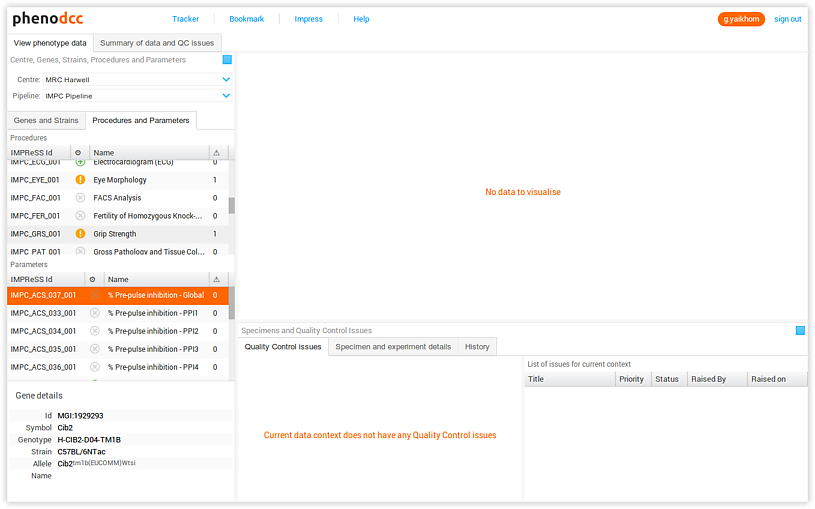 phenodcc
Tracker Bookmark Impress Help
g.yaikhom sign out
View phenotype data Summary of data and QC issues
Centre, Genes, Strains, Procedures and Parameters
Centre: MRC Harwell
Pipeline: IMPC Pipeline
Genes and Strains Procedures and Parameters
Procedures
IMPReSS Id Name
IMPC_ECG_001 Electrocardiogram (ECG) 0
IMPC_EYE_001 Eye Morphology 1
IMPC_FAC_001 FACS Analysis 0
IMPC_FER_001 Fertility of Homozygous Knock-... 0
IMPC_GRS_001 Grip Strength 1
IMPC_PAT_001 Gross Pathology and Tissue Col... 0
Parameters
IMPReSS Id Name
IMPC_ACS_037_001 % Pre-pulse inhibition - Global 0
IMPC_ACS_033_001 % Pre-pulse inhibition - PPI1 0
IMPC_ACS_034_001 % Pre-pulse inhibition - PPI2 0
IMPC_ACS_035_001 % Pre-pulse inhibition - PPI3 0
IMPC_ACS_036_001 % Pre-pulse inhibition - PPI4 0
Gene details
Id MGI:1929293
Symbol Cib2
Genotype H-CIB2-D04-TM1B
Strain C57BL/6NTac
Allele Cib2tm1b(EUCOMM)Wtsi
Name
No data to visualise
Specimens and Quality Control Issues
Quality Control issues Specimen and experiment details History
Current data context does not have any Quality Control issues
List of issues for current context
Title Priority Status Raised By Raised on